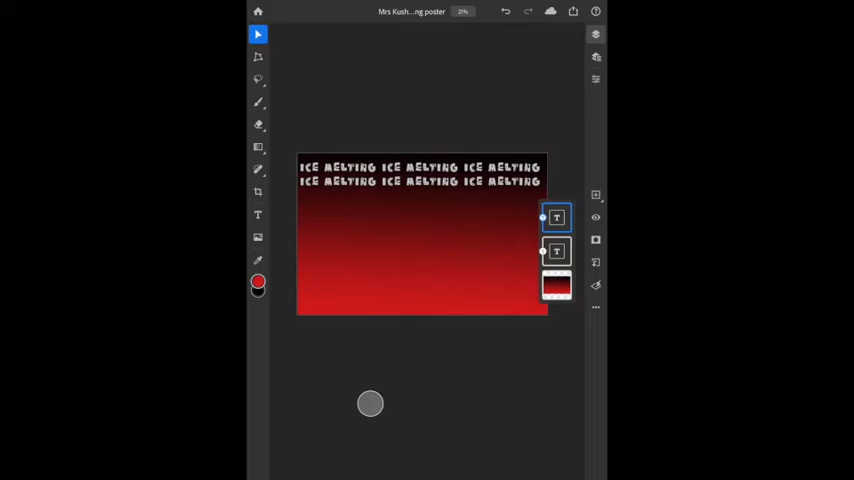 Mrs Kush...ng poster
21%
ICE MELTING ICE MELTING ICE MELTING
ICE MELTING ICE MELTING ICE MELTING
T
T
T